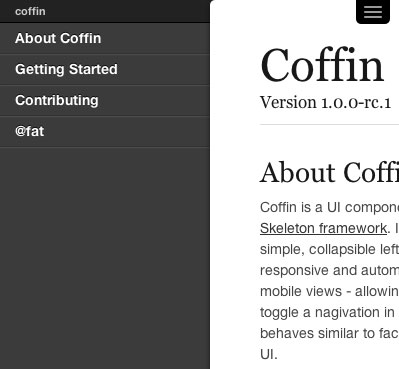 coffin
About Coffin
Getting Started
Contributing
@fat
Coffin
Version 1.0.0-rc.1
About Coffi
Coffin is a UI compone
Skeleton framework. I
simple, collapsible left
responsive and autom
mobile views - allowin
toggle a nagivation in
behaves similar to fac
UI.